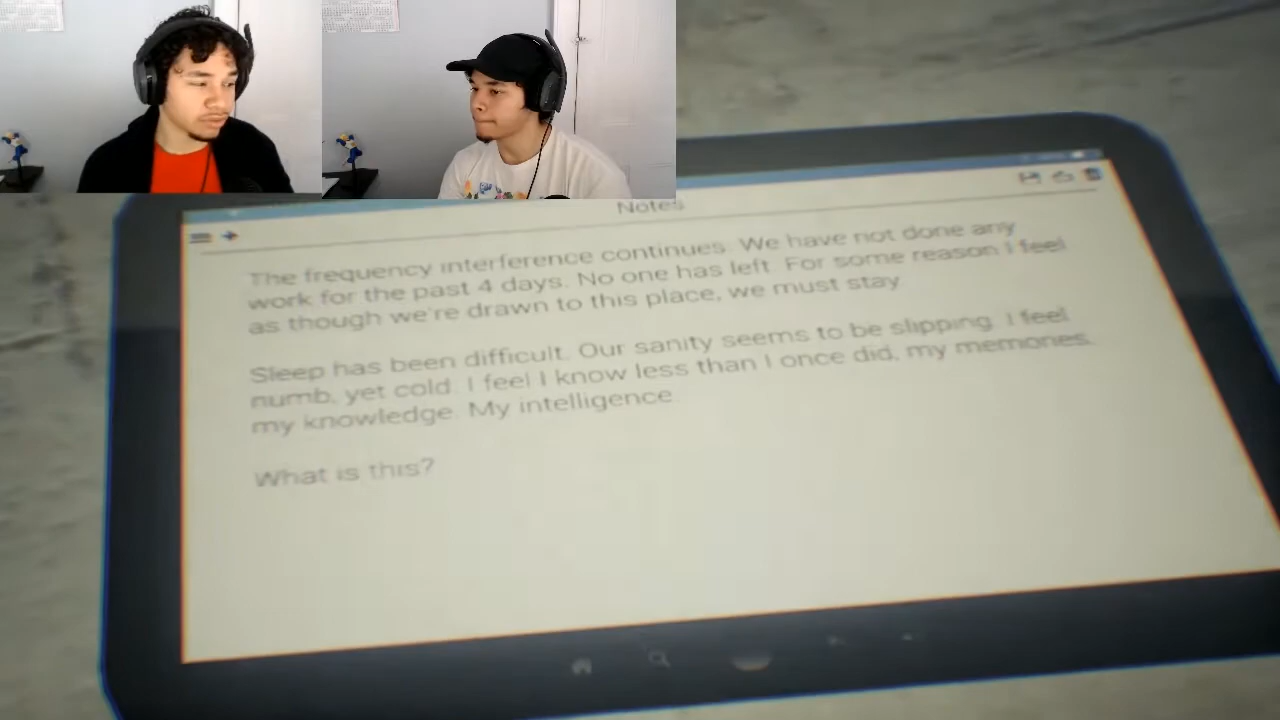 Notes
The frequency interference continues. We have not done any
work for the past 4 days. No one has left. For some reason I feel
as though we're drawn to this place, we must stay.
Sleep has been difficult. Our sanity seems to be slipping. I feel
numb, yet cold. I feel I know less than I once did, my memories.
my knowledge. My intelligence.
What is this?